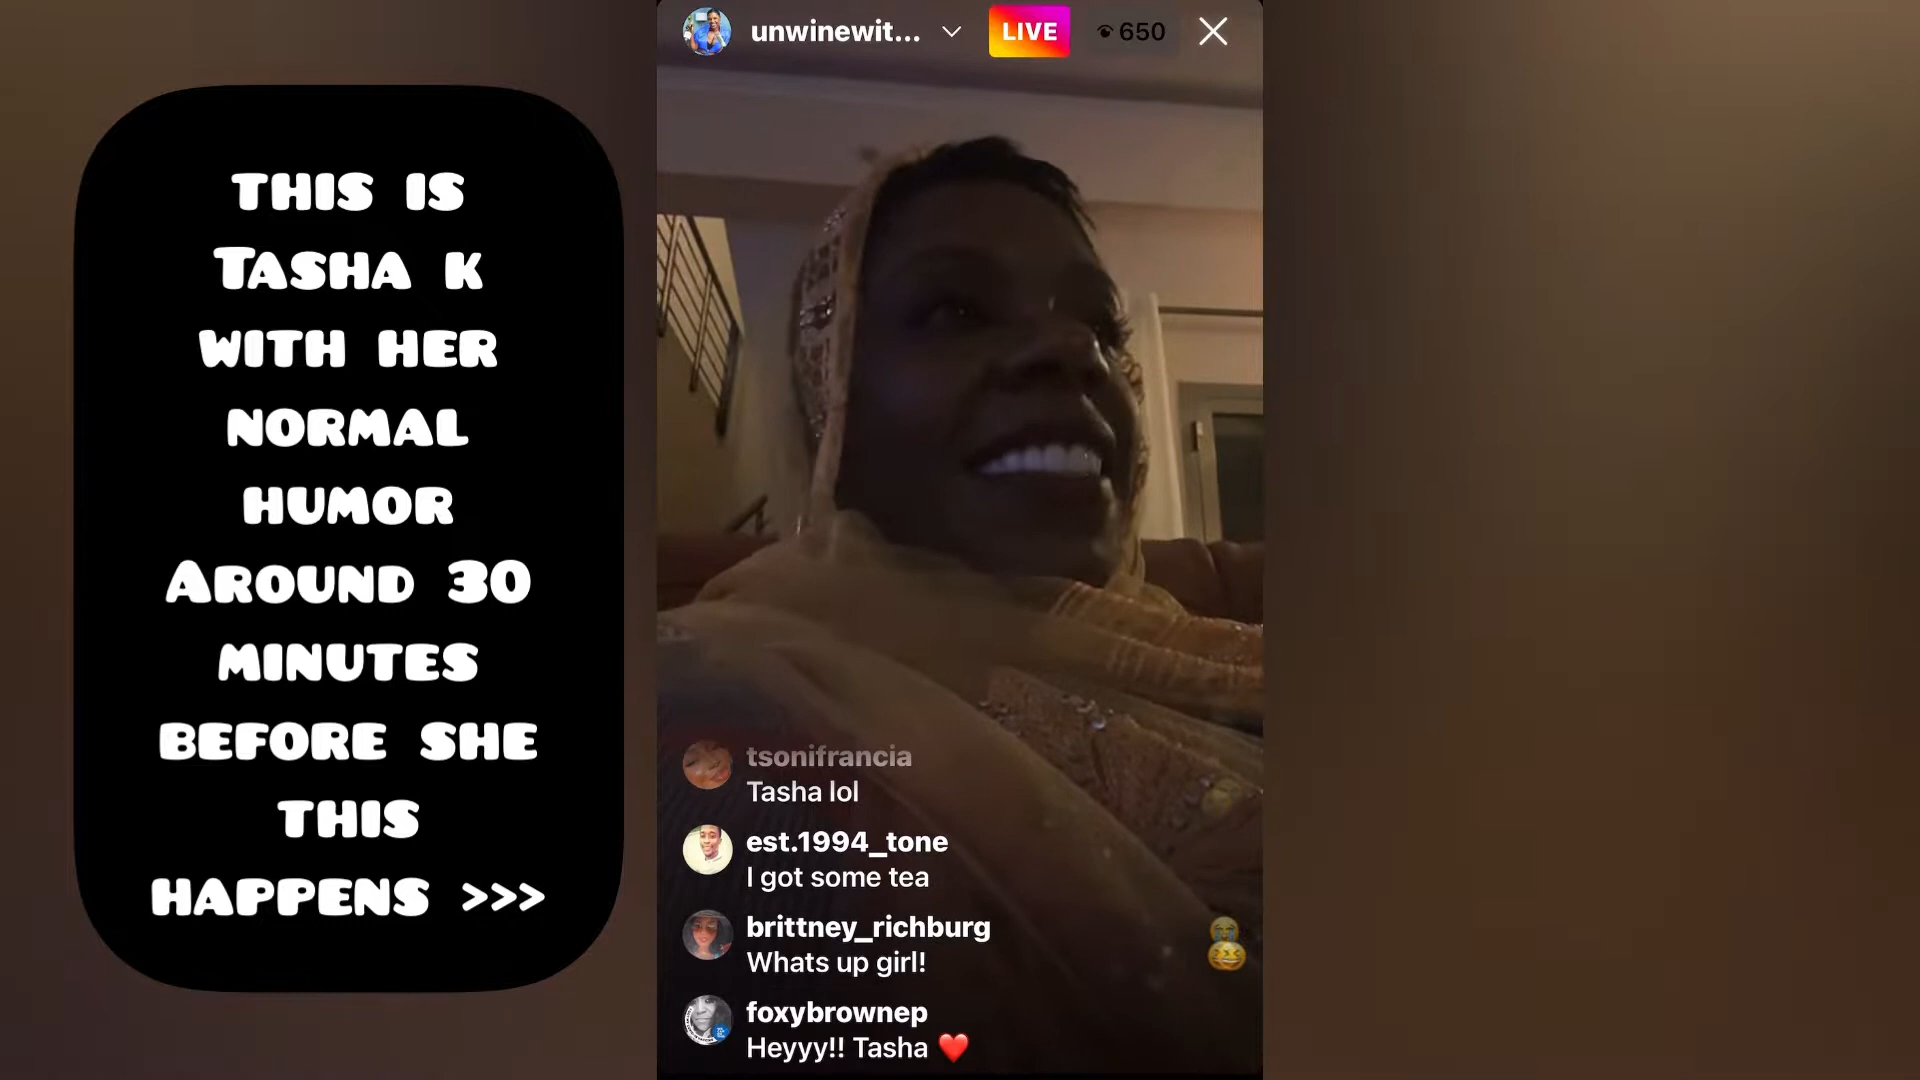 THIS IS
TASHA K
WITH HER
NORMAL
HUMOR
AROUND 30
MINUTES
BEFORE SHE
THIS
HAPPENS >>>
unwinewit...
LIVE
650
tsonifrancia
Tasha lol
est.1994_tone
I got some tea
brittney_richburg
Whats up girl!
foxybrownep
Heyyy!! Tasha ❤️